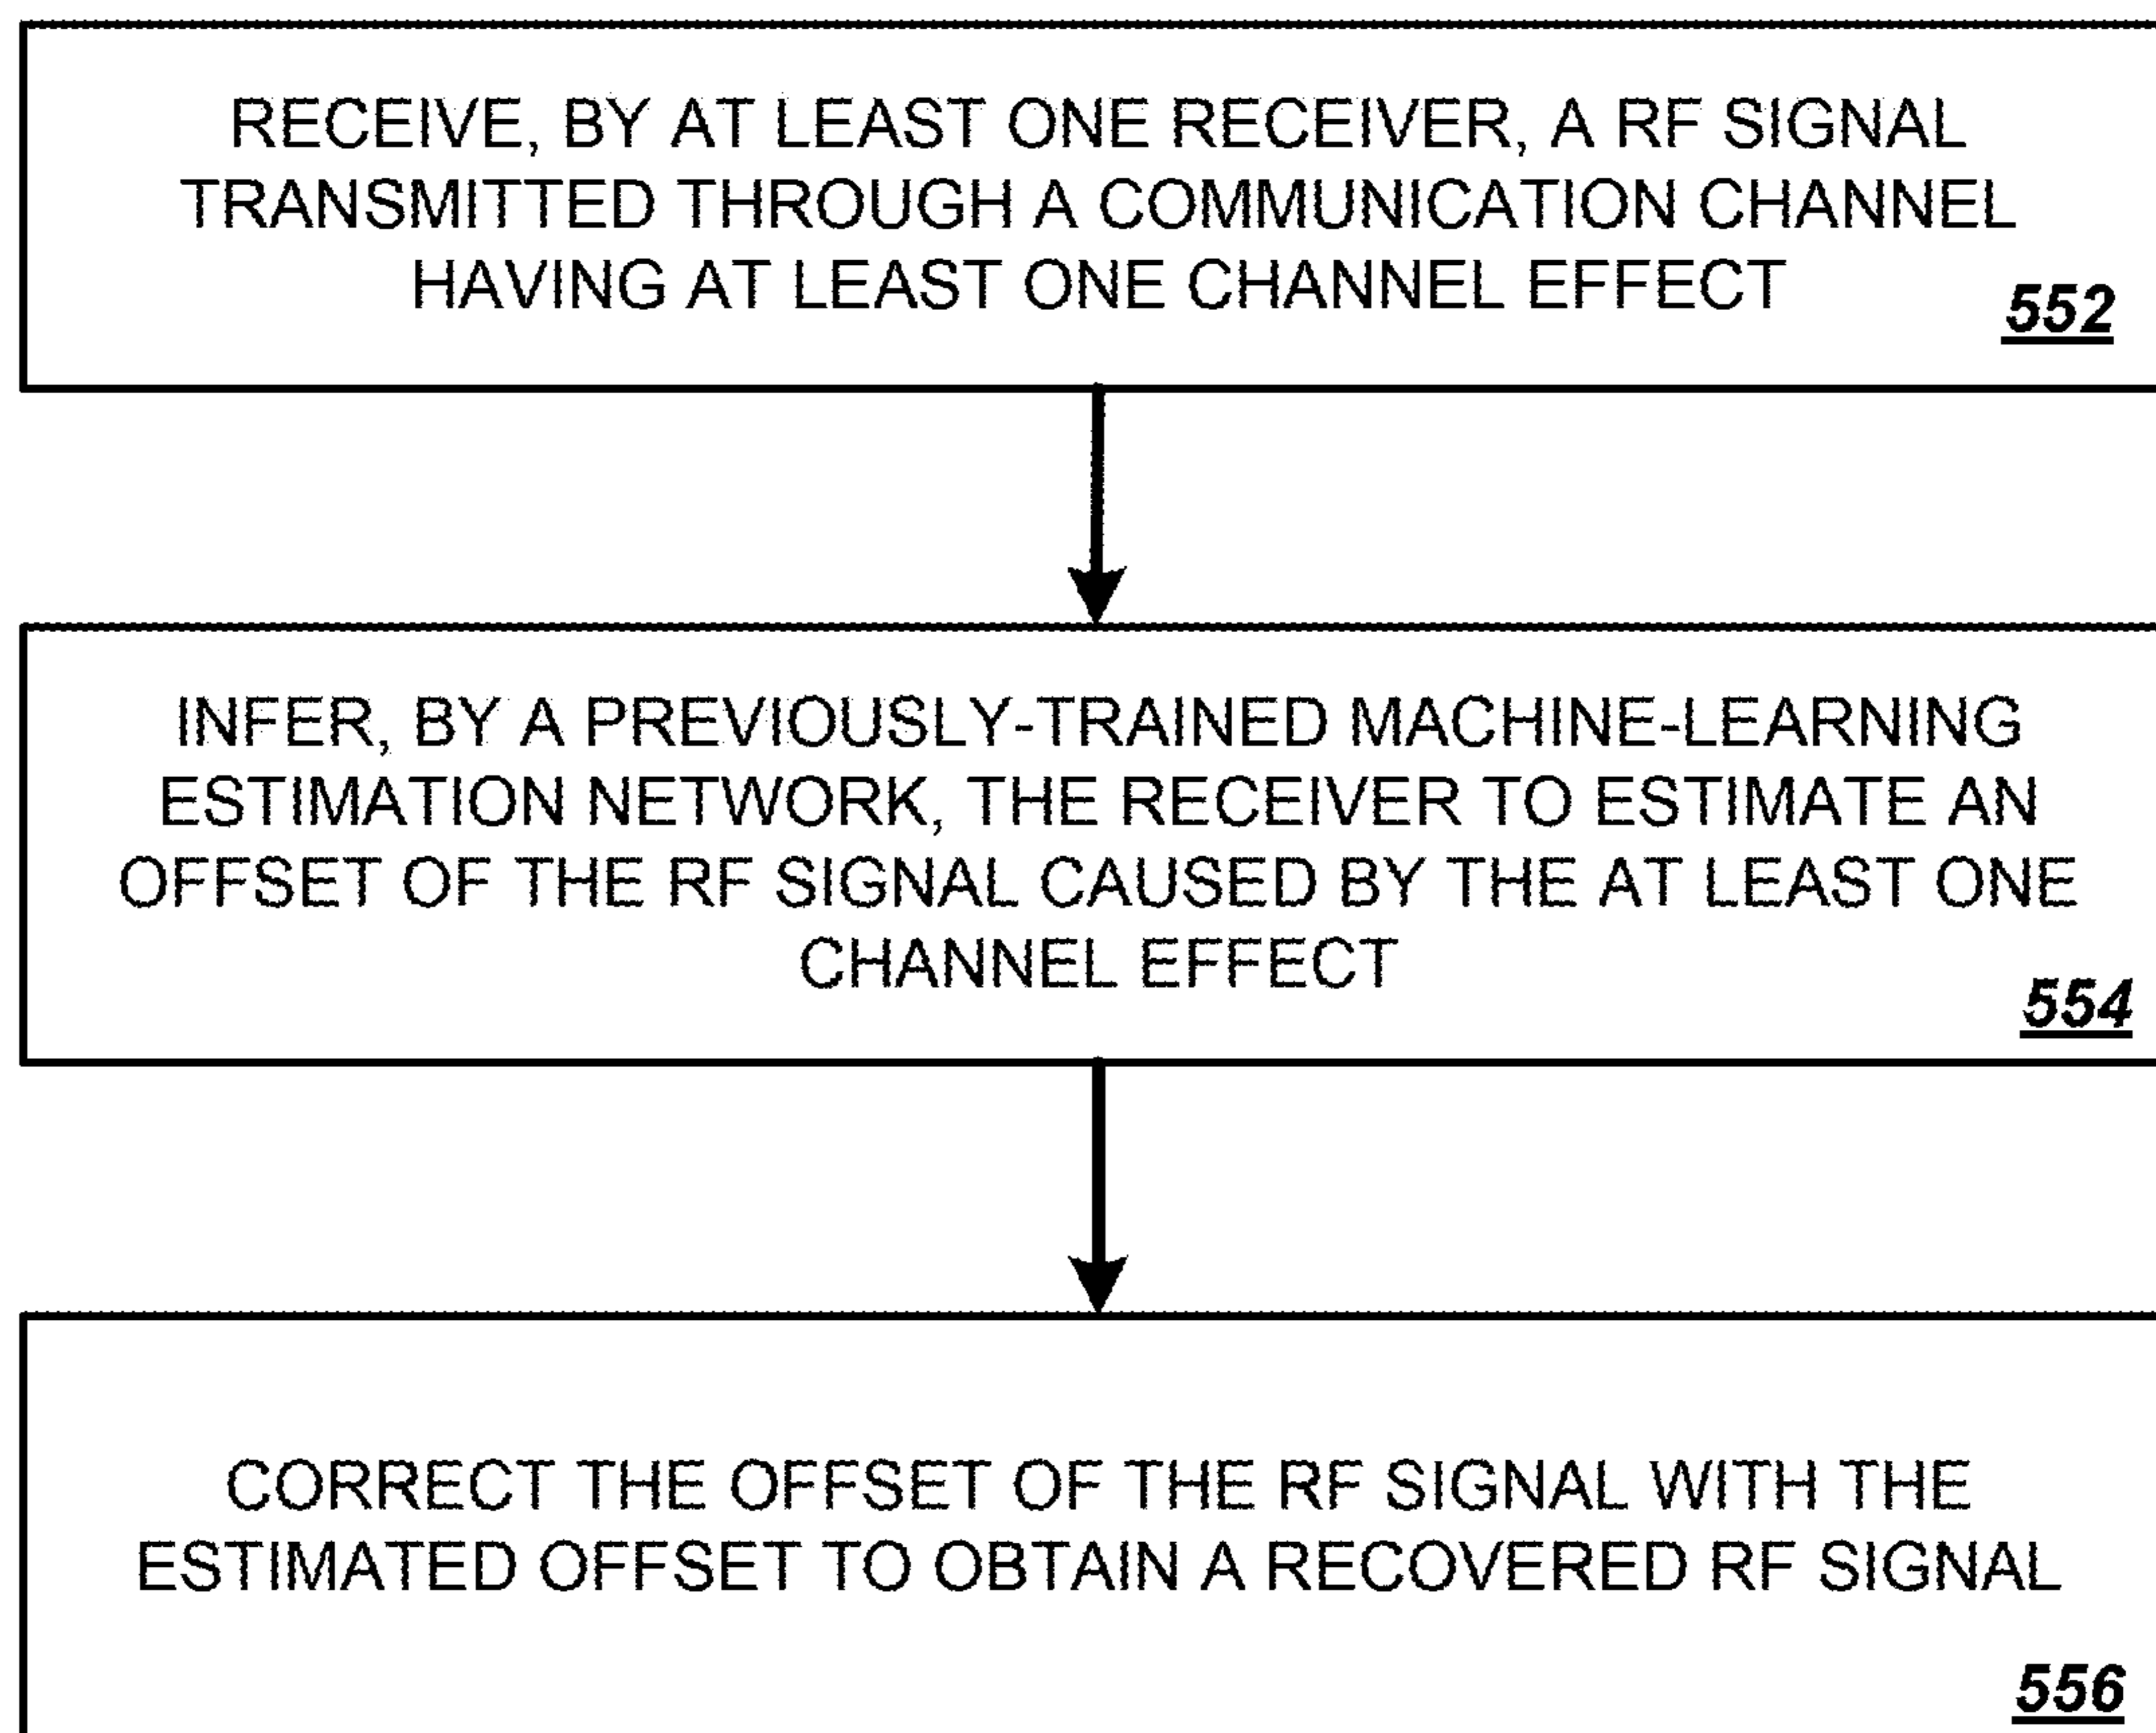 RECEIVE, BY AT LEAST ONE RECEIVER, A RF SIGNAL
TRANSMITTED THROUGH A COMMUNICATION CHANNEL
HAVING AT LEAST ONE CHANNEL EFFECT
552
INFER, BY A PREVIOUSLY-TRAINED MACHINE-LEARNING
ESTIMATION NETWORK, THE RECEIVER TO ESTIMATE AN
OFFSET OF THE RF SIGNAL CAUSED BY THE AT LEAST ONE
CHANNEL EFFECT
554
CORRECT THE OFFSET OF THE RF SIGNAL WITH THE
ESTIMATED OFFSET TO OBTAIN A RECOVERED RF SIGNAL
556